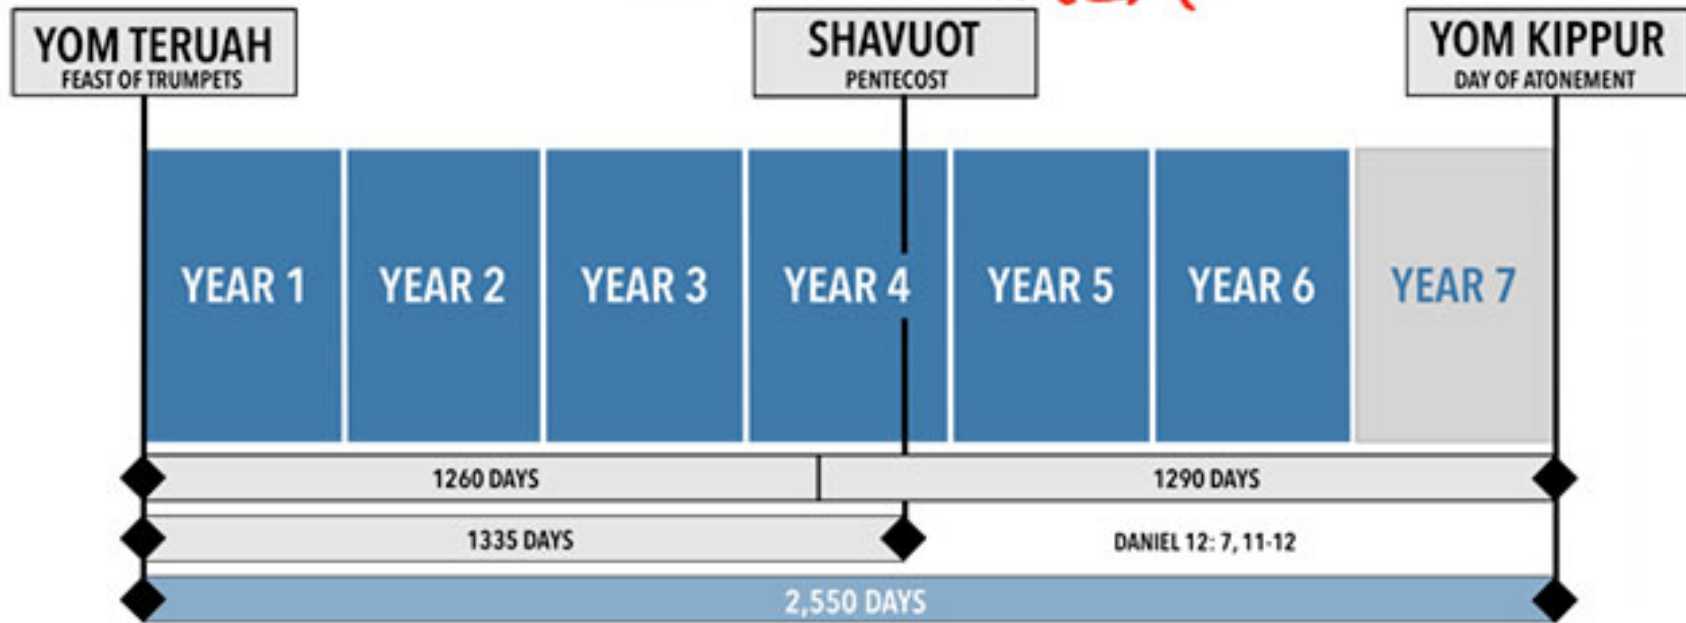 YOM TERUAH
FEAST OF TRUMPETS
SHAVUOT
PENTECOST
YOM KIPPUR
DAY OF ATONEMENT
YEAR 1
YEAR 2
YEAR 3
YEAR 4
YEAR 5
YEAR 6
YEAR 7
1260 DAYS
1290 DAYS
1335 DAYS
DANIEL 12: 7, 11-12
2,550 DAYS